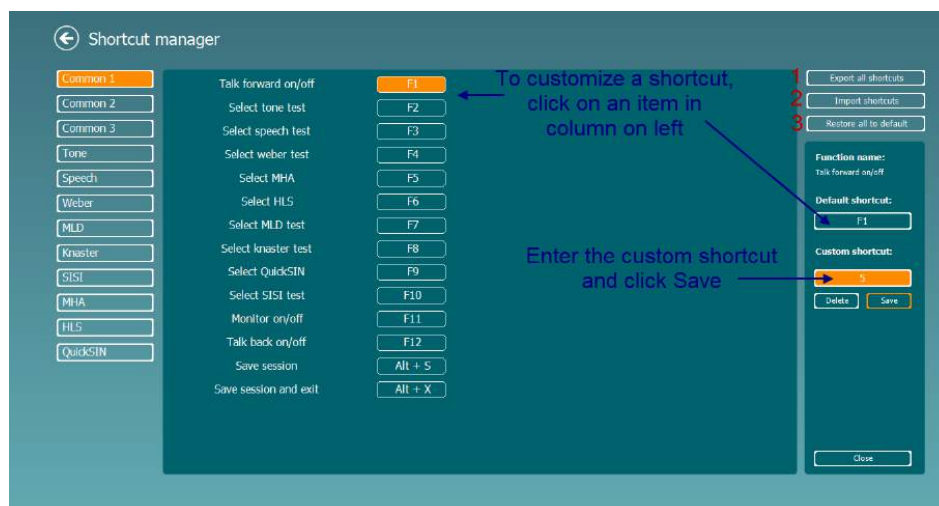 Shortcut manager
Common 1
Common 2
Common 3
Tone
Speech
Weber
MLD
Knaster
SISI
MHA
HLS
QuickSIN
Talk forward on/off F1
Select tone test F2
Select speech test F3
Select weber test F4
Select MHA F5
Select HLS F6
Select MLD test F7
Select knaster test F8
Select QuickSIN F9
Select SISI test F10
Monitor on/off F11
Talk back on/off F12
Save session Alt + S
Save session and exit Alt + X
To customize a shortcut,
click on an item in
column on left
Enter the custom shortcut
and click Save
1 Export all shortcuts
2 Import shortcuts
3 Restore all to default
Function name:
Talk forward on/off
Default shortcut:
F1
Custom shortcut:
S
Delete Save
Close